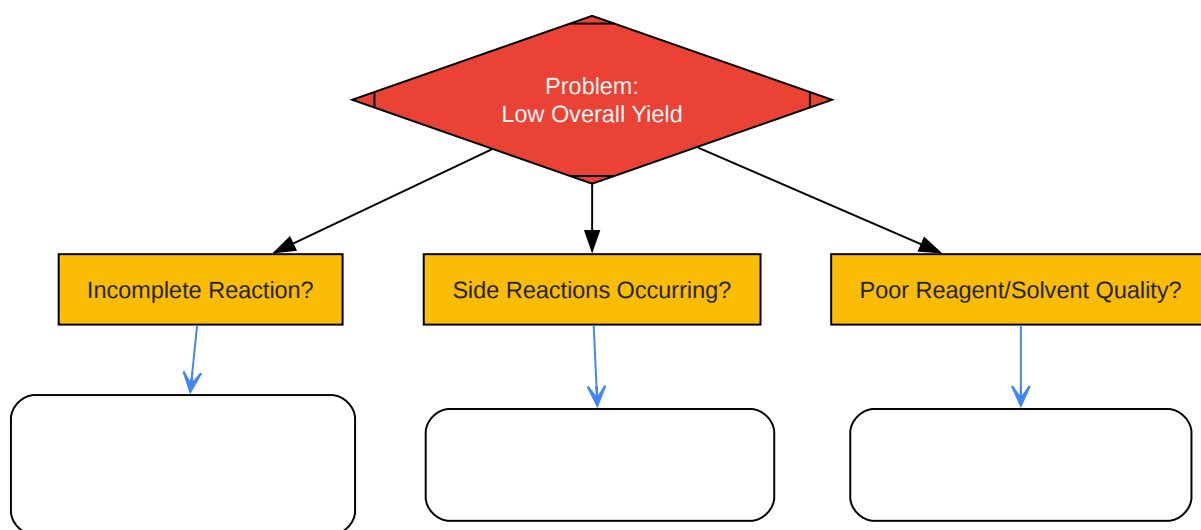 Problem:
Low Overall Yield
Incomplete Reaction?
Side Reactions Occurring?
Poor Reagent/Solvent Quality?